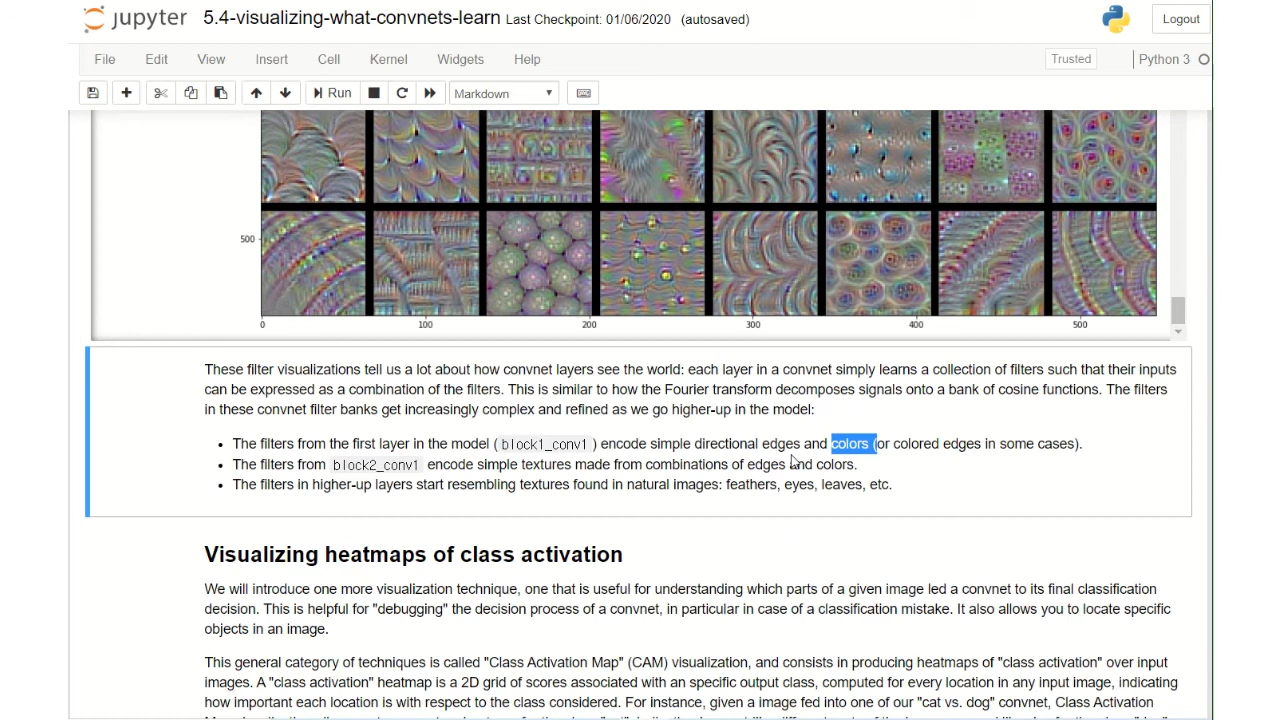 jupyter 5.4-visualizing-what-convnets-learn Last Checkpoint: 01/06/2020 (autosaved) Logout
File Edit View Insert Cell Kernel Widgets Help Trusted Python 3
Run Markdown
500
0 100 200 300 400 500
These filter visualizations tell us a lot about how convnet layers see the world: each layer in a convnet simply learns a collection of filters such that their inputs
can be expressed as a combination of the filters. This is similar to how the Fourier transform decomposes signals onto a bank of cosine functions. The filters
in these convnet filter banks get increasingly complex and refined as we go higher-up in the model:
• The filters from the first layer in the model ( block1_conv1 ) encode simple directional edges and colors (or colored edges in some cases).
• The filters from block2_conv1 encode simple textures made from combinations of edges and colors.
• The filters in higher-up layers start resembling textures found in natural images: feathers, eyes, leaves, etc.
Visualizing heatmaps of class activation
We will introduce one more visualization technique, one that is useful for understanding which parts of a given image led a convnet to its final classification
decision. This is helpful for "debugging" the decision process of a convnet, in particular in case of a classification mistake. It also allows you to locate specific
objects in an image.
This general category of techniques is called "Class Activation Map" (CAM) visualization, and consists in producing heatmaps of "class activation" over input
images. A "class activation" heatmap is a 2D grid of scores associated with an specific output class, computed for every location in any input image, indicating
how important each location is with respect to the class considered. For instance, given a image fed into one of our "cat vs. dog" convnet, Class Activation